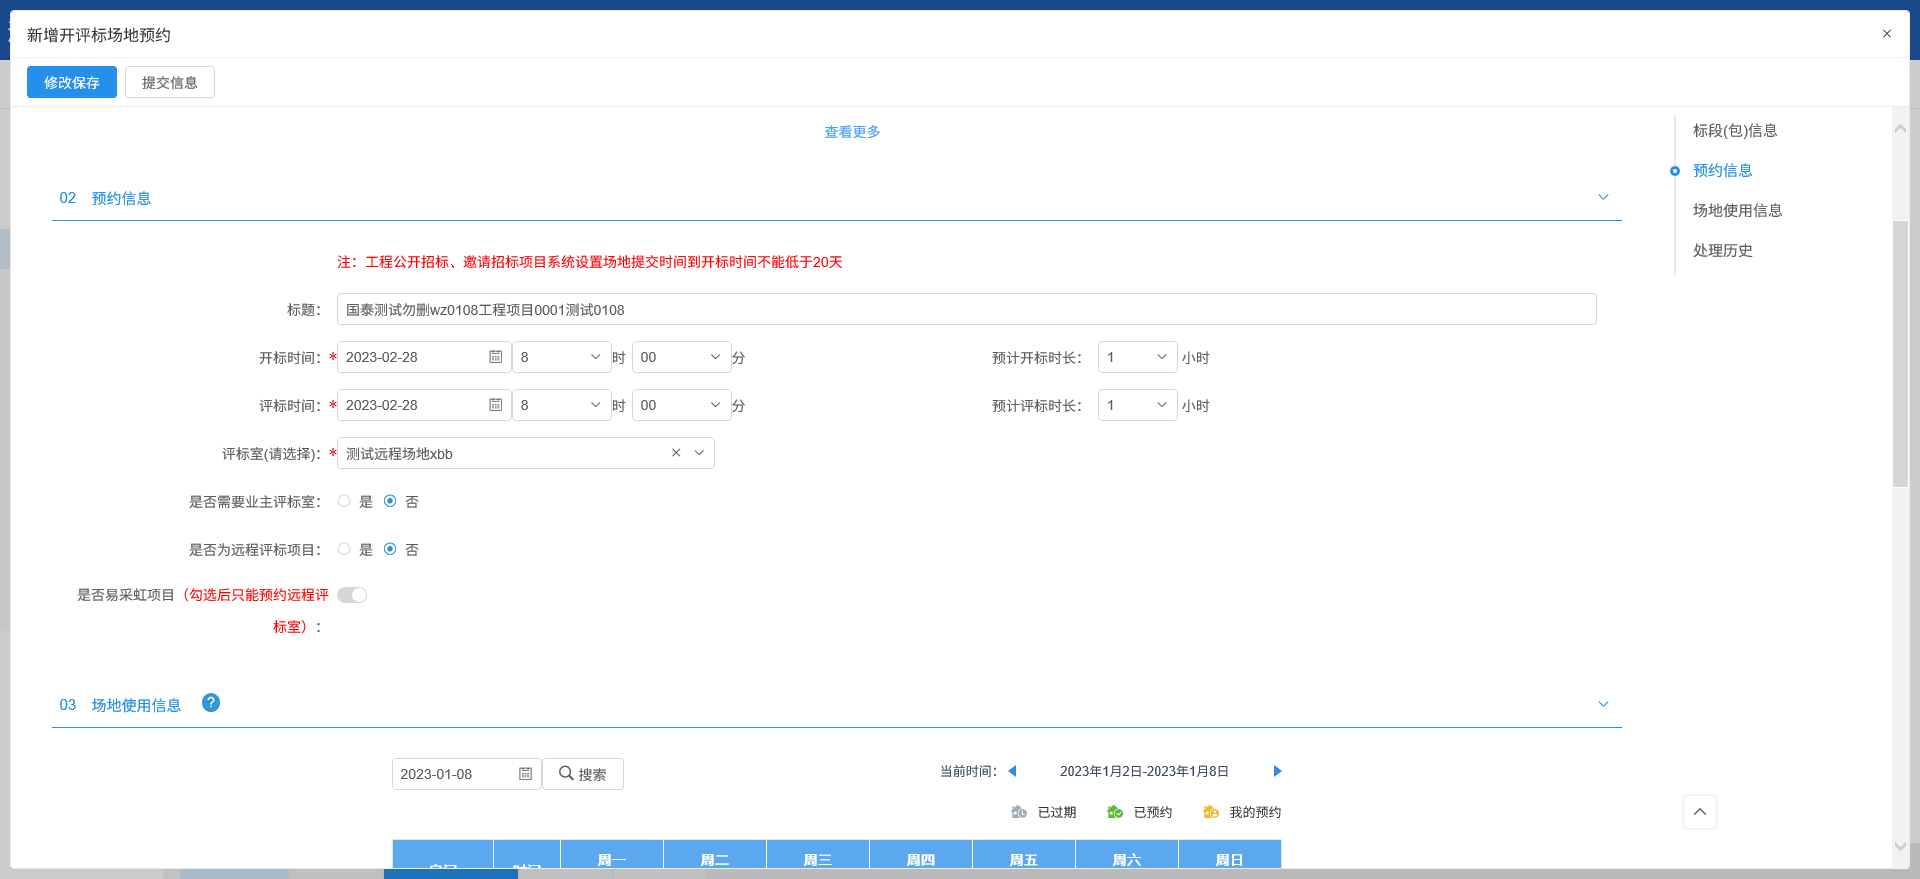 新增开评标场地预约
×
修改保存 提交信息
查看更多
标段(包)信息
预约信息
场地使用信息
处理历史
02 预约信息
注：工程公开招标、邀请招标项目系统设置场地提交时间到开标时间不能低于20天
标题： 国泰测试勿删wz0108工程项目0001测试0108
开标时间：* 2023-02-28 8 时 00 分 预计开标时长： 1 小时
评标时间：* 2023-02-28 8 时 00 分 预计评标时长： 1 小时
评标室(请选择)：* 测试远程场地xbb
是否需要业主评标室： 是 否
是否为远程评标项目： 是 否
是否易采虹项目（勾选后只能预约远程评
标室）：
03 场地使用信息 ?
2023-01-08 搜索 当前时间： 2023年1月2日-2023年1月8日
已过期 已预约 我的预约
周一 周二 周三 周四 周五 周六 周日